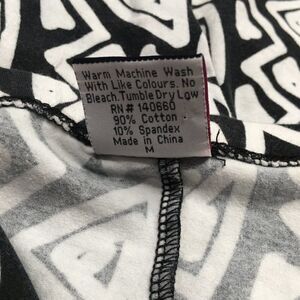 Warm Machine Wash
With Like Colours. No
Bleach. Tumble Dry Low
RN# 140660
90% Cotton
10% Spandex
Made in China
M